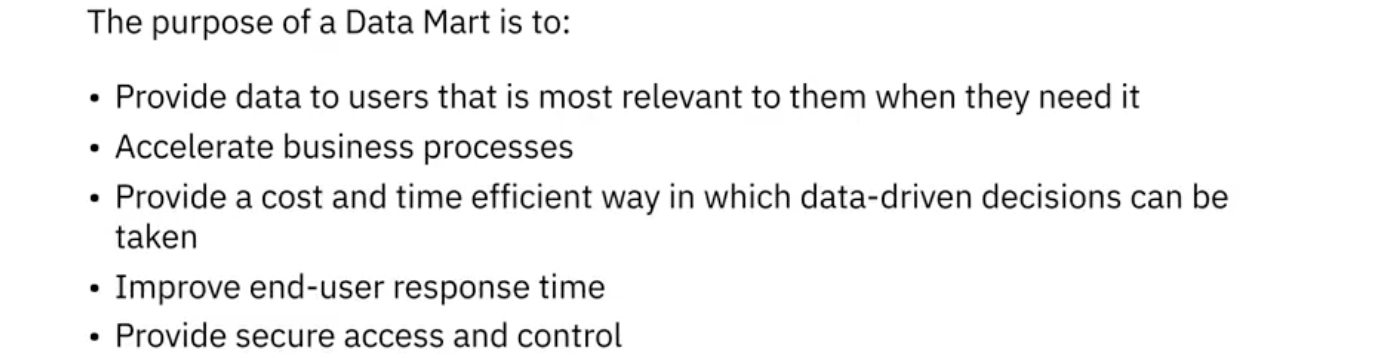 The purpose of a Data Mart is to:
• Provide data to users that is most relevant to them when they need it
• Accelerate business processes
• Provide a cost and time efficient way in which data-driven decisions can be
taken
• Improve end-user response time
• Provide secure access and control